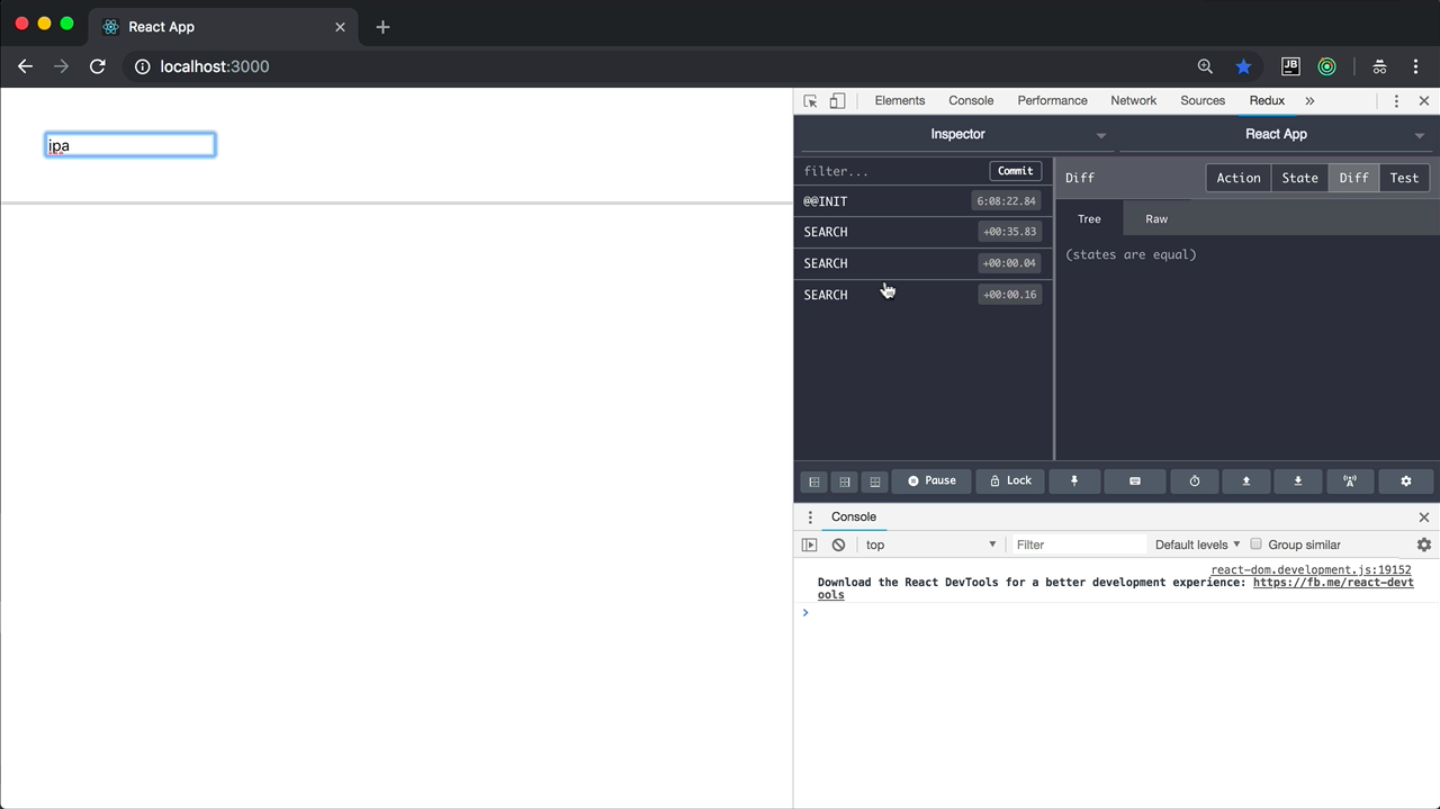 React App
localhost:3000
JB
ipa
Elements Console Performance Network Sources Redux »
Inspector React App
filter... Commit
@@INIT 6:08:22.84
SEARCH +00:35.83
SEARCH +00:00.04
SEARCH +00:00.16
Diff Action State Diff Test
Tree Raw
(states are equal)
Pause Lock
Console
top Filter Default levels Group similar
react-dom.development.js:19152
Download the React DevTools for a better development experience: https://fb.me/react-devt
ools
>